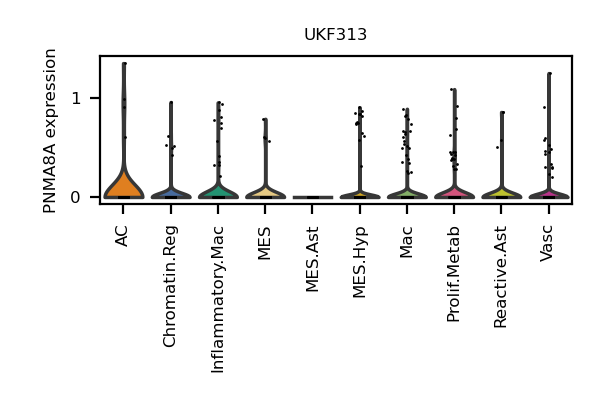 UKF313
PNMA8A expression
1
0
AC
Chromatin.Reg
Inflammatory.Mac
MES
MES.Ast
MES.Hyp
Mac
Prolif.Metab
Reactive.Ast
Vasc